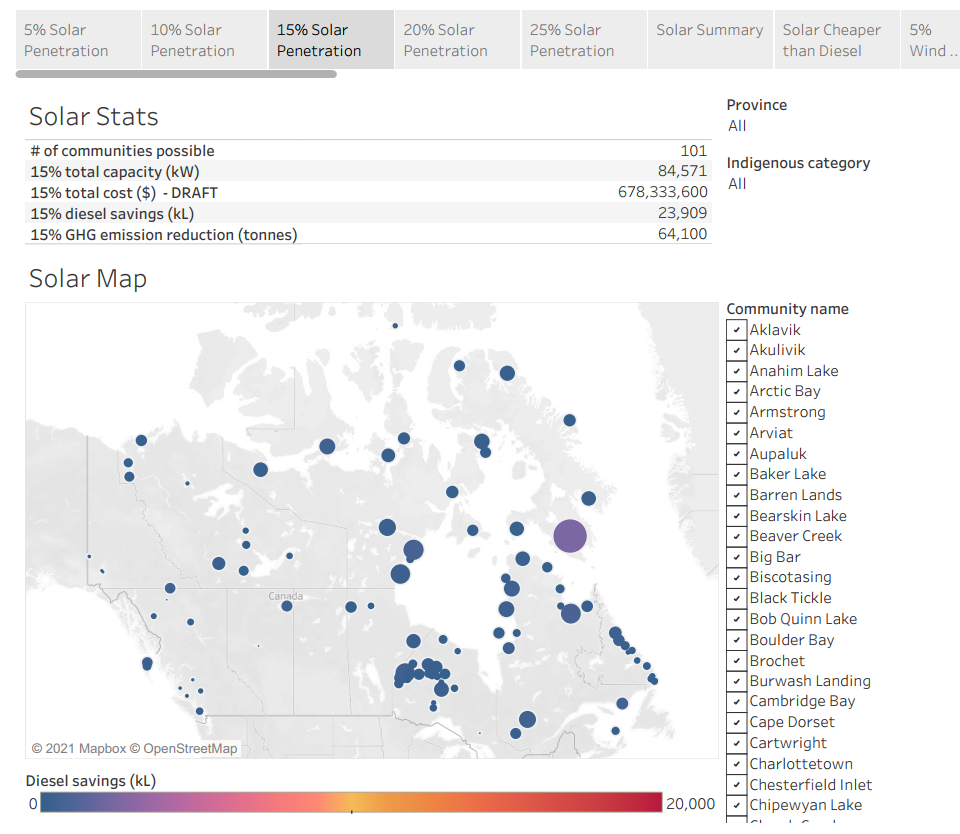 5% Solar Penetration
10% Solar Penetration
15% Solar Penetration
20% Solar Penetration
25% Solar Penetration
Solar Summary
Solar Cheaper than Diesel
5% Wind ..
Solar Stats
# of communities possible 101
15% total capacity (kW) 84,571
15% total cost ($) - DRAFT 678,333,600
15% diesel savings (kL) 23,909
15% GHG emission reduction (tonnes) 64,100
Province
All
Indigenous category
All
Solar Map
Canada
© 2021 Mapbox © OpenStreetMap
Diesel savings (kL)
0 20,000
Community name
Aklavik
Akulivik
Anahim Lake
Arctic Bay
Armstrong
Arviat
Aupaluk
Baker Lake
Barren Lands
Bearskin Lake
Beaver Creek
Big Bar
Biscotasing
Black Tickle
Bob Quinn Lake
Boulder Bay
Brochet
Burwash Landing
Cambridge Bay
Cape Dorset
Cartwright
Charlottetown
Chesterfield Inlet
Chipewyan Lake